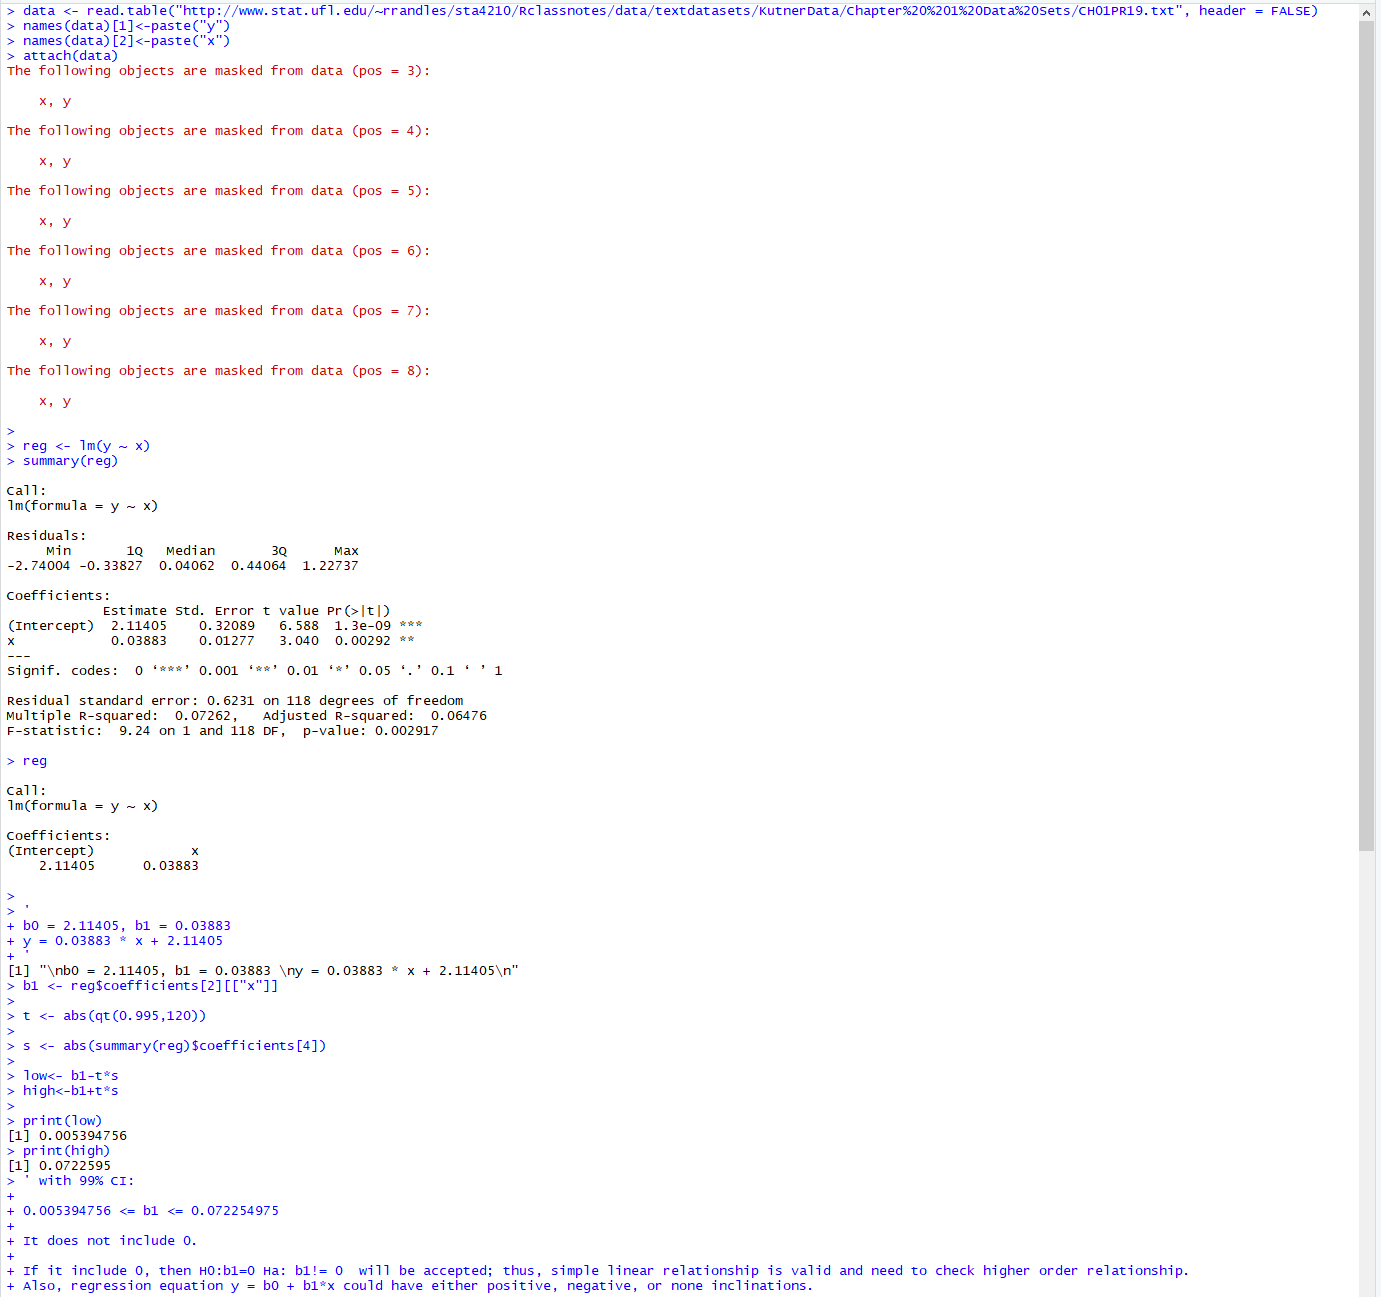 > data <- read.table("http://www.stat.ufl.edu/~rrandles/sta4210/Rclassnotes/data/textdatasets/KutnerData/Chapter%20%201%20Data%20Sets/CH01PR19.txt", header = FALSE)
> names(data)[1]<-paste("y")
> names(data)[2]<-paste("x")
> attach(data)
The following objects are masked from data (pos = 3):

    x, y

The following objects are masked from data (pos = 4):

    x, y

The following objects are masked from data (pos = 5):

    x, y

The following objects are masked from data (pos = 6):

    x, y

The following objects are masked from data (pos = 7):

    x, y

The following objects are masked from data (pos = 8):

    x, y

>
> reg <- lm(y ~ x)
> summary(reg)

Call:
lm(formula = y ~ x)

Residuals:
     Min       1Q   Median       3Q      Max
-2.74004 -0.33827  0.04062  0.44064  1.22737

Coefficients:
            Estimate Std. Error t value Pr(>|t|)
(Intercept)  2.11405    0.32089   6.588  1.3e-09 ***
x            0.03883    0.01277   3.040  0.00292 **
---
Signif. codes:  0 ‘***’ 0.001 ‘**’ 0.01 ‘*’ 0.05 ‘.’ 0.1 ‘ ’ 1

Residual standard error: 0.6231 on 118 degrees of freedom
Multiple R-squared:  0.07262,   Adjusted R-squared:  0.06476
F-statistic:  9.24 on 1 and 118 DF,  p-value: 0.002917

> reg

Call:
lm(formula = y ~ x)

Coefficients:
(Intercept)            x
    2.11405      0.03883

>
> '
+ b0 = 2.11405, b1 = 0.03883
+ y = 0.03883 * x + 2.11405
+ '
[1] "\nb0 = 2.11405, b1 = 0.03883 \ny = 0.03883 * x + 2.11405\n"
> b1 <- reg$coefficients[2][["x"]]
>
> t <- abs(qt(0.995,120))
>
> s <- abs(summary(reg)$coefficients[4])
>
> low<- b1-t*s
> high<-b1+t*s
>
> print(low)
[1] 0.005394756
> print(high)
[1] 0.0722595
> ' with 99% CI:
+
+ 0.005394756 <= b1 <= 0.072254975
+
+ It does not include 0.
+
+ If it include 0, then H0:b1=0 Ha: b1!= 0  will be accepted; thus, simple linear relationship is valid and need to check higher order relationship.
+ Also, regression equation y = b0 + b1*x could have either positive, negative, or none inclinations.